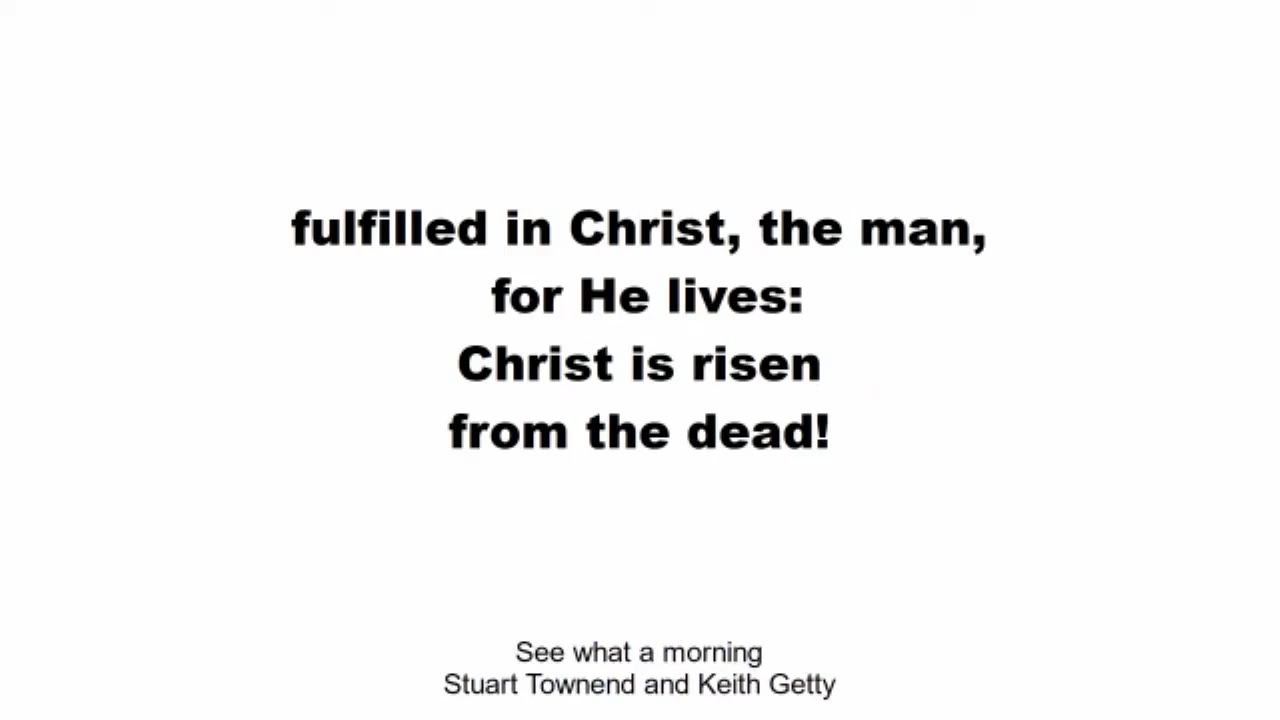 fulfilled in Christ, the man,
for He lives:
Christ is risen
from the dead!
See what a morning
Stuart Townend and Keith Getty